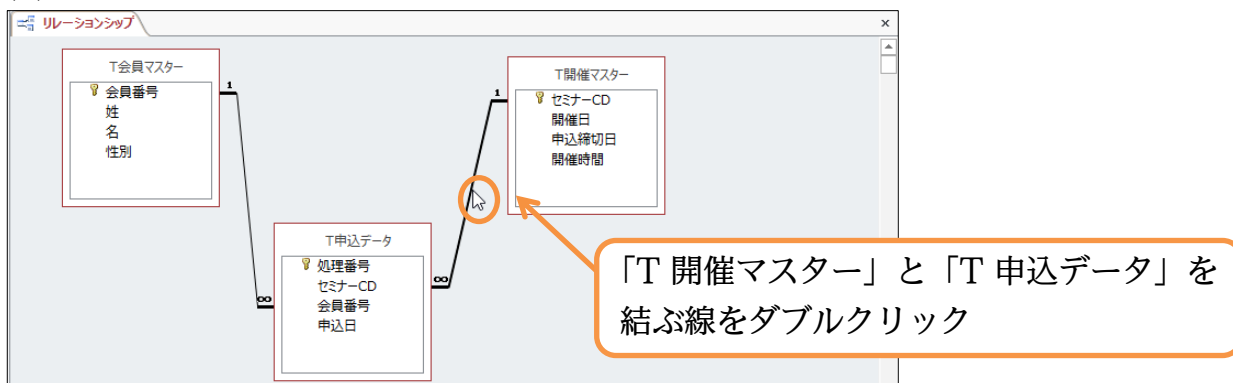 リレーションシップ
×
T会員マスター
会員番号
姓
名
性別
1
T開催マスター
セミナーCD
開催日
申込締切日
開催時間
1
T申込データ
処理番号
セミナーCD
会員番号
申込日
∞
∞
「T 開催マスター」と「T 申込データ」を
結ぶ線をダブルクリック